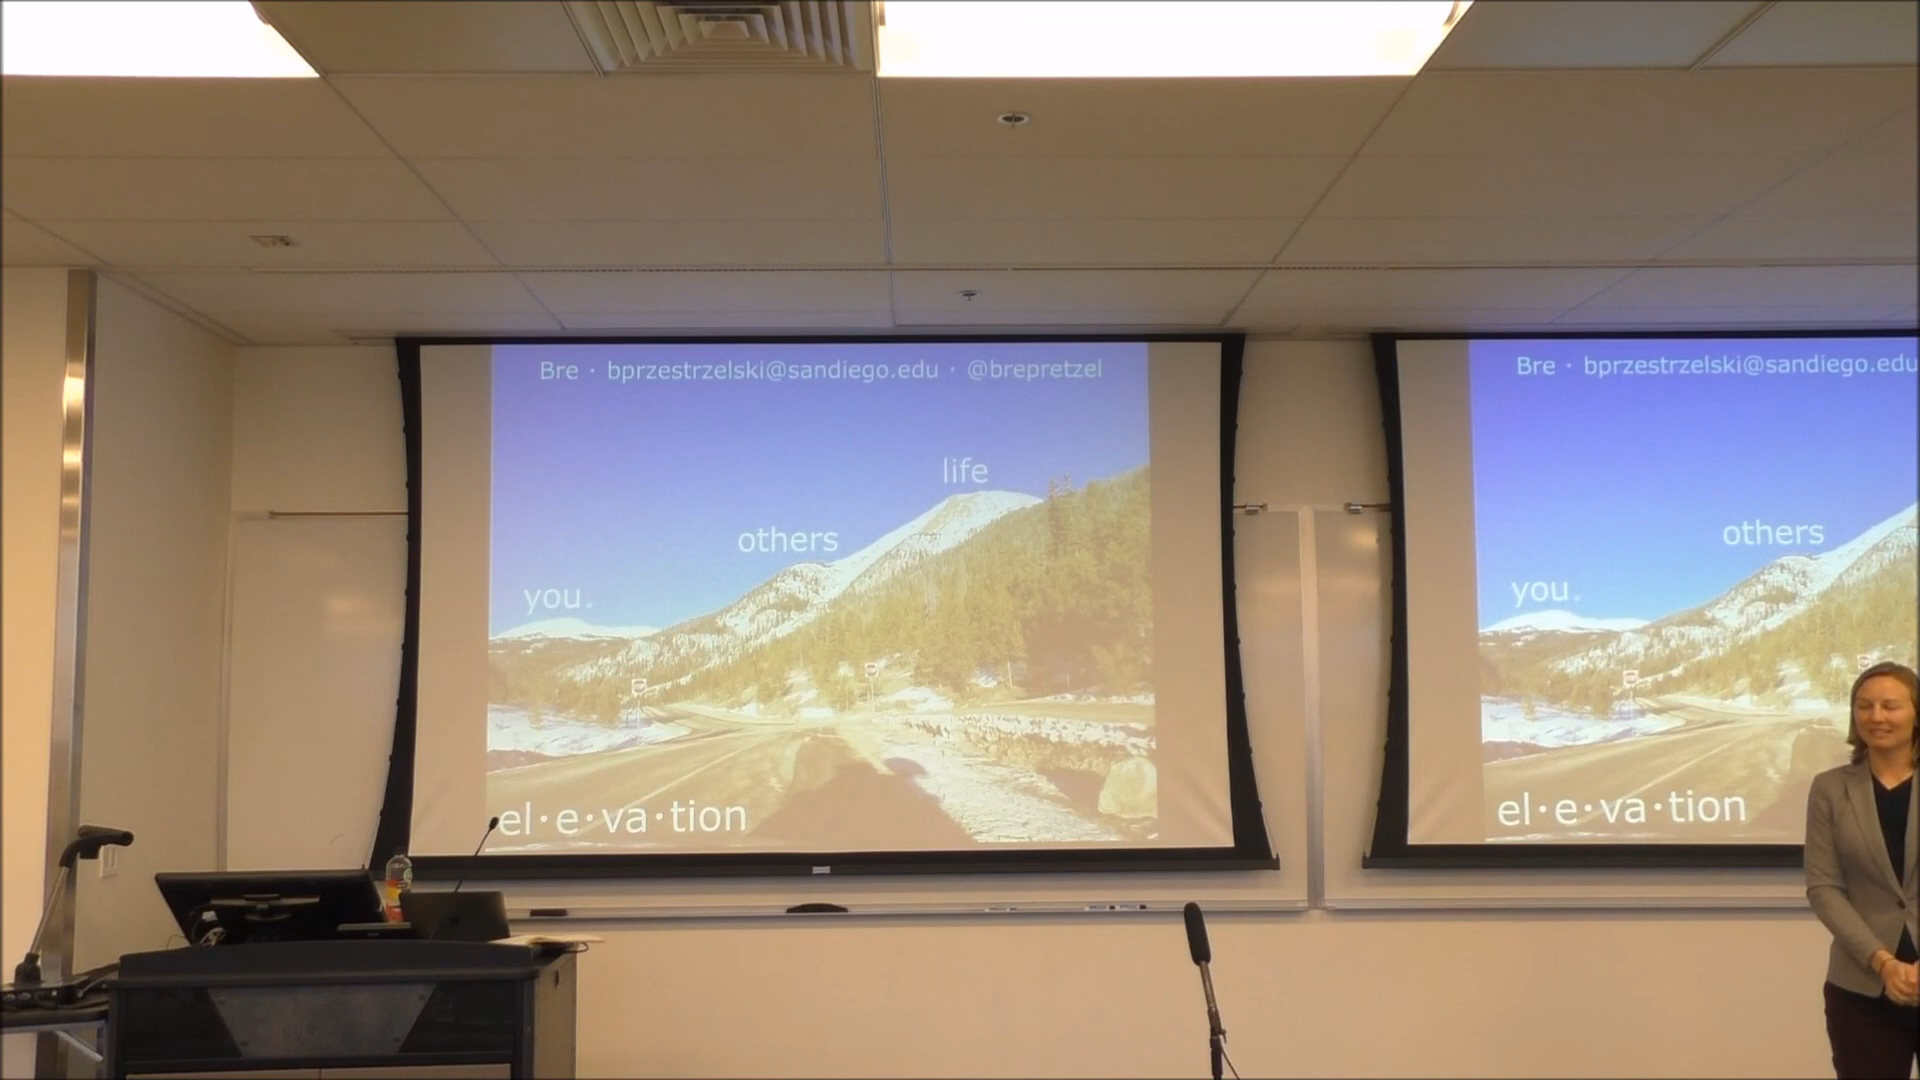 Bre · bprzestrzelski@sandiego.edu · @brepretzel
life
others
you.
el·e·va·tion
Bre · bprzestrzelski@sandiego.edu
others
you.
el·e·va·tion